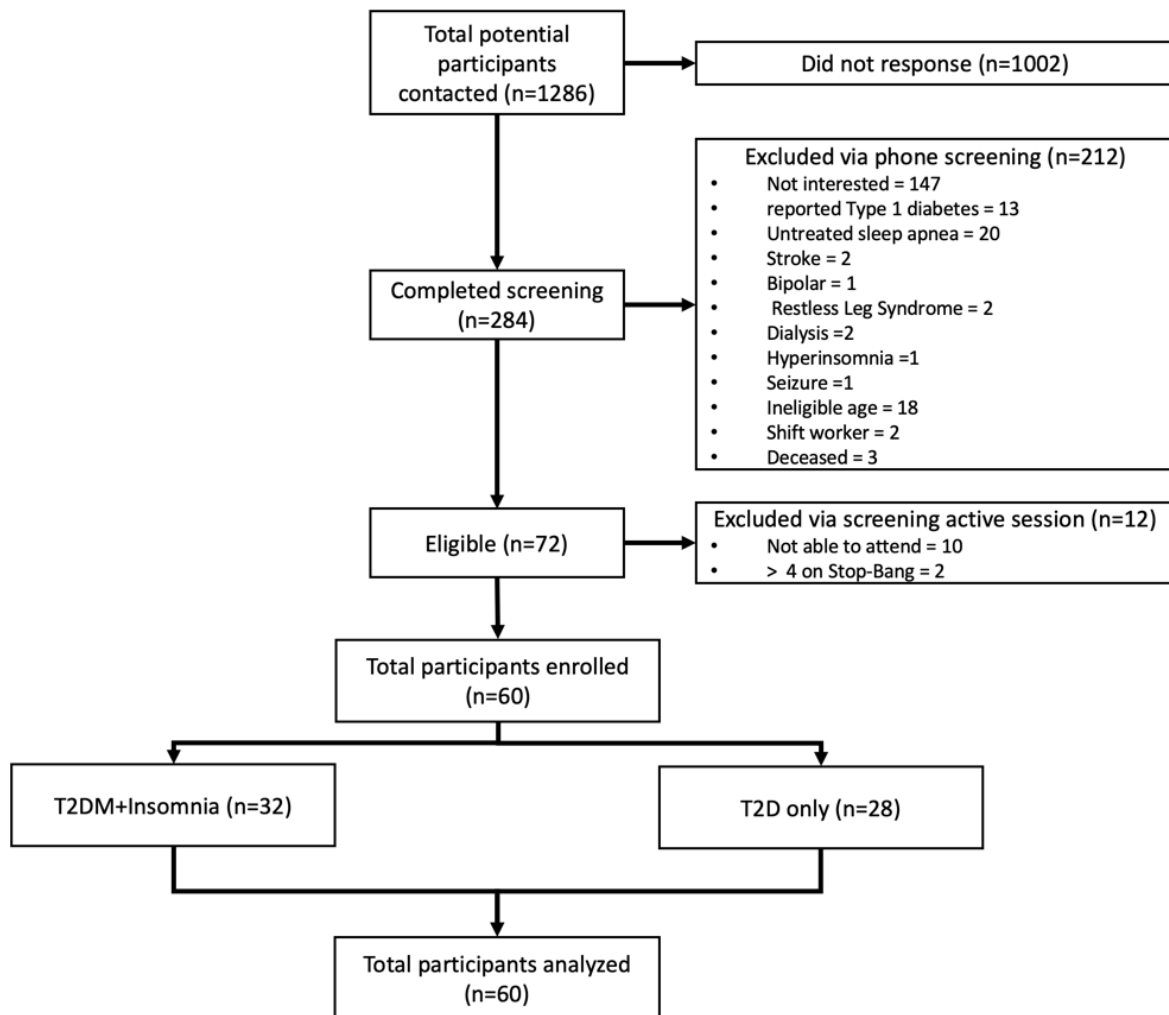 Total potential
participants
contacted (n=1286)
Did not response (n=1002)
Excluded via phone screening (n=212)
• Not interested = 147
• reported Type 1 diabetes = 13
• Untreated sleep apnea = 20
• Stroke = 2
• Bipolar = 1
• Restless Leg Syndrome = 2
• Dialysis =2
• Hyperinsomnia =1
• Seizure =1
• Ineligible age = 18
• Shift worker = 2
• Deceased = 3
Completed screening
(n=284)
Eligible (n=72)
Excluded via screening active session (n=12)
• Not able to attend = 10
• > 4 on Stop-Bang = 2
Total participants enrolled
(n=60)
T2DM+Insomnia (n=32)
T2D only (n=28)
Total participants analyzed
(n=60)